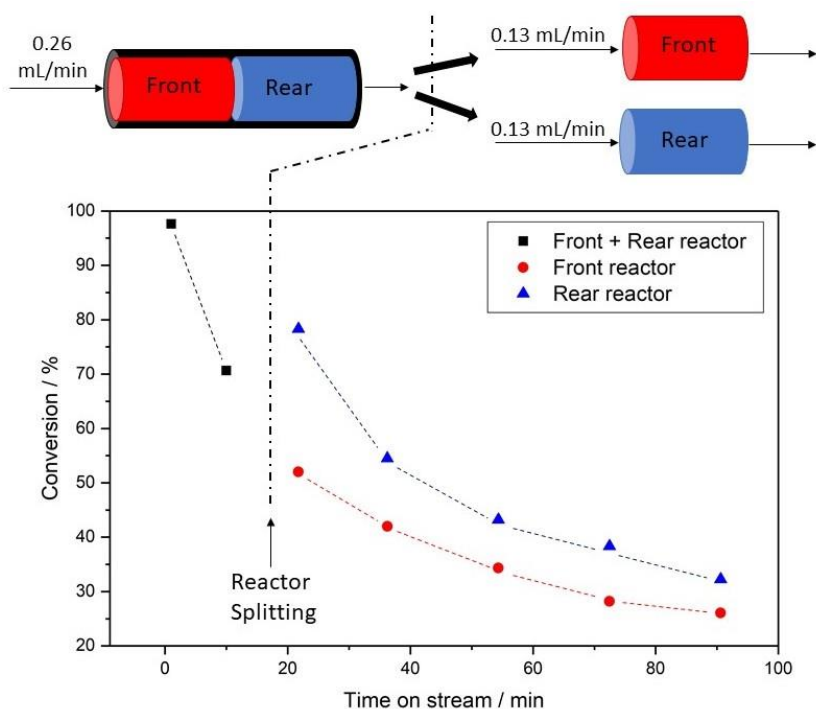 0.26
mL/min
Front
Rear
0.13 mL/min
Front
0.13 mL/min
Rear
100
90
80
70
60
50
40
30
20
Conversion / %
Front + Rear reactor
Front reactor
Rear reactor
Reactor
Splitting
0
20
40
60
80
100
Time on stream / min